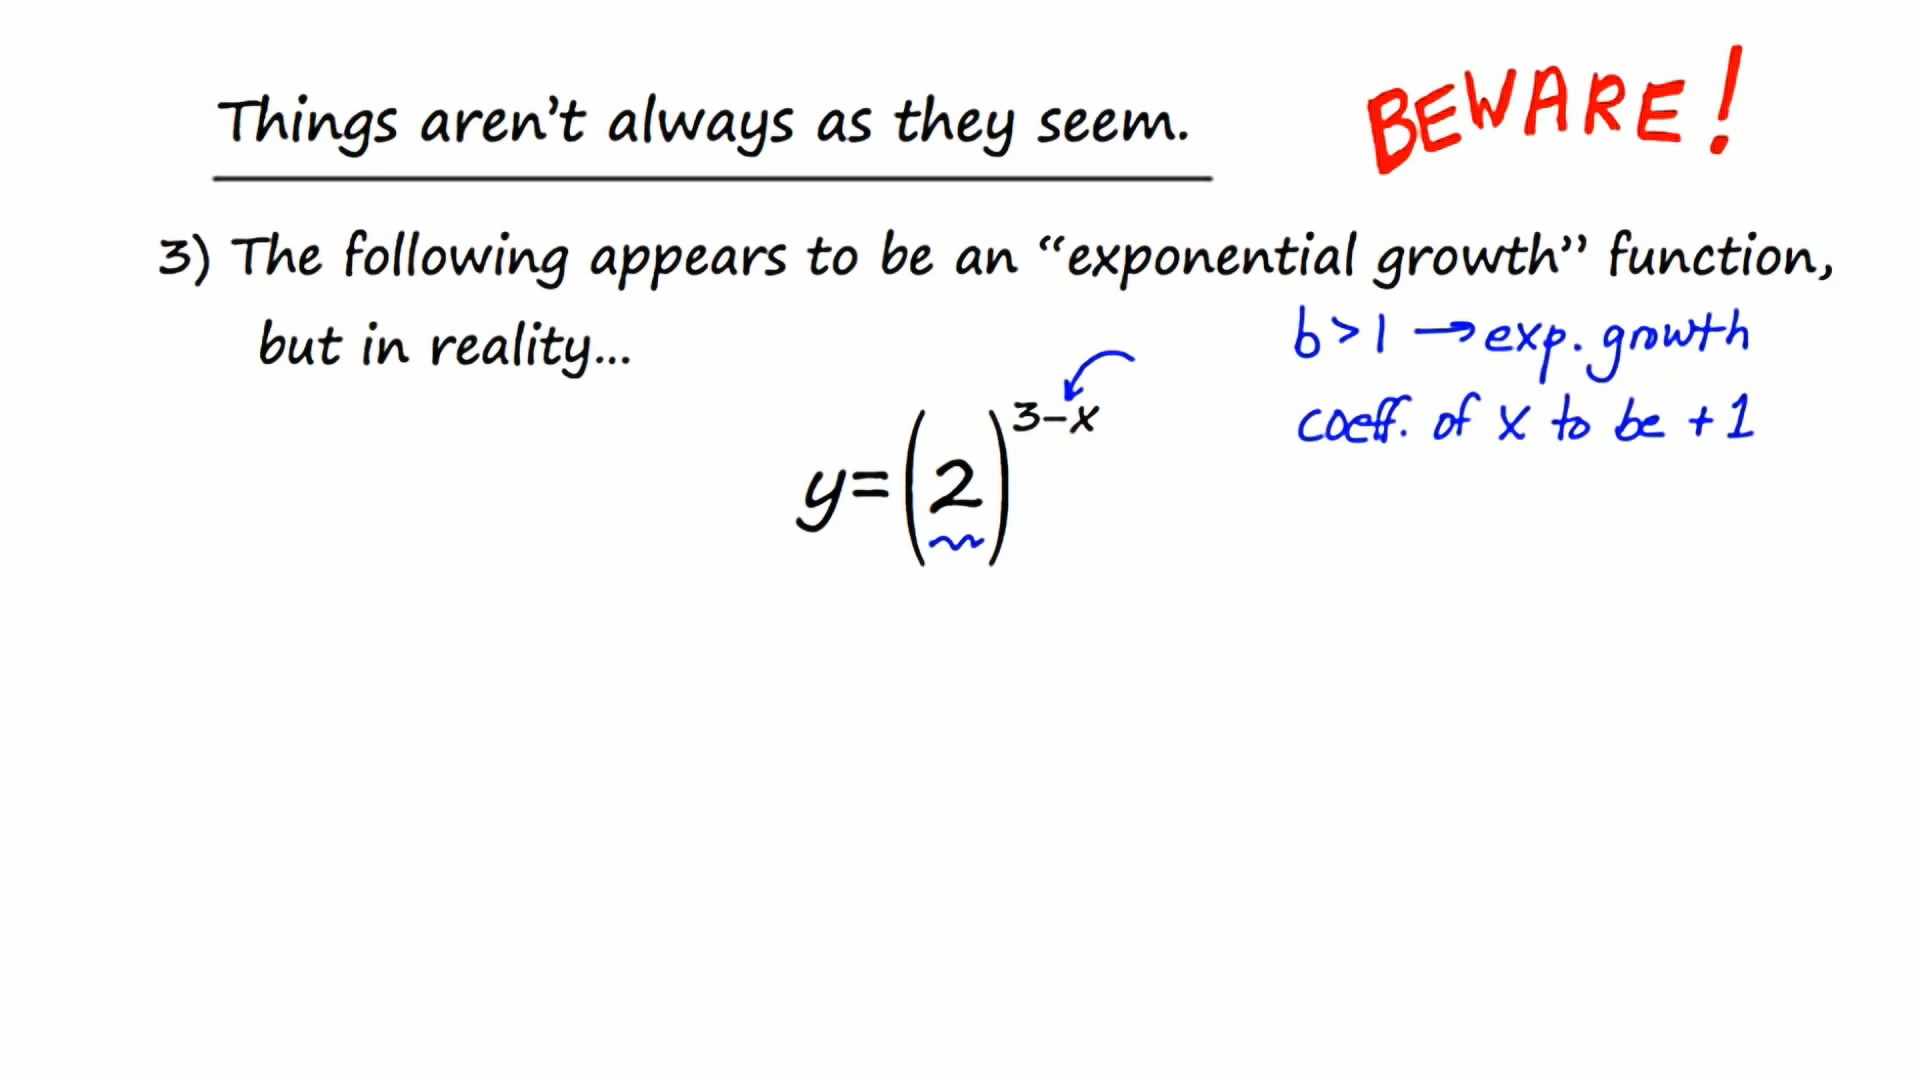 Things aren't always as they seem.
BEWARE!
3) The following appears to be an “exponential growth” function,
but in reality...
b > 1 → exp. growth
coeff. of x to be + 1
y=(2)^{3-x}